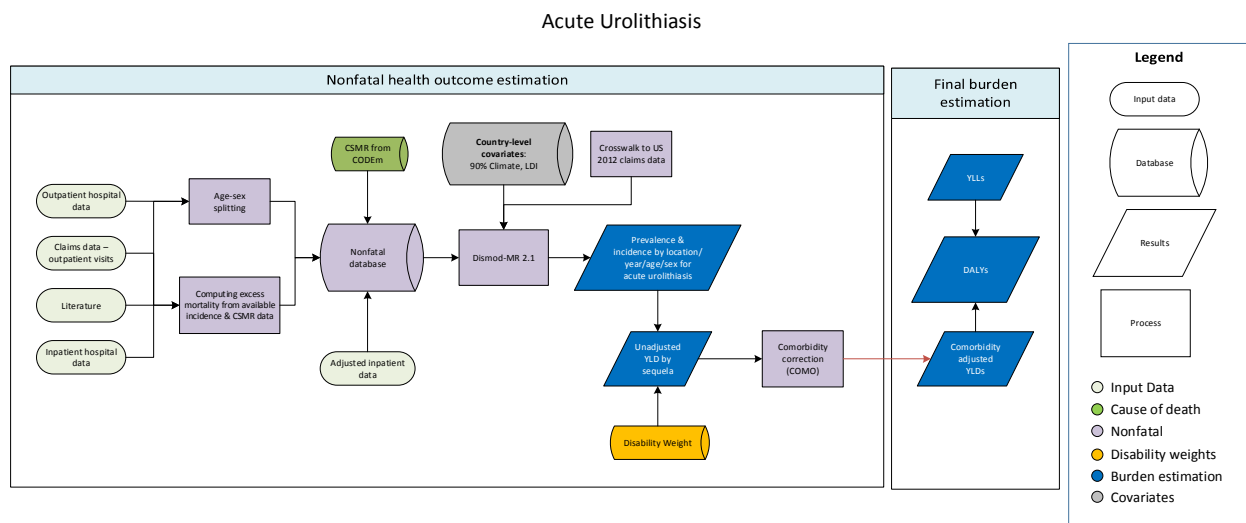 Acute Urolithiasis
Nonfatal health outcome estimation
Final burden
estimation
Legend
Input data
Database
Results
Process
Input Data
Cause of death
Nonfatal
Disability weights
Burden estimation
Covariates
Outpatient hospital
data
Claims data –
outpatient visits
Literature
Inpatient hospital
data
Age-sex
splitting
Computing excess
mortality from available
incidence & CSMR data
CSMR from
CODEm
Nonfatal
database
Adjusted inpatient
data
Country-level
covariates:
90% Climate, LDI
Crosswalk to US
2012 claims data
Dismod-MR 2.1
Prevalence &
incidence by location/
year/age/sex for
acute urolithiasis
Unadjusted
YLD by
sequela
Disability Weight
Comorbidity
correction
(COMO)
YLLs
DALYs
Comorbidity
adjusted
YLDs